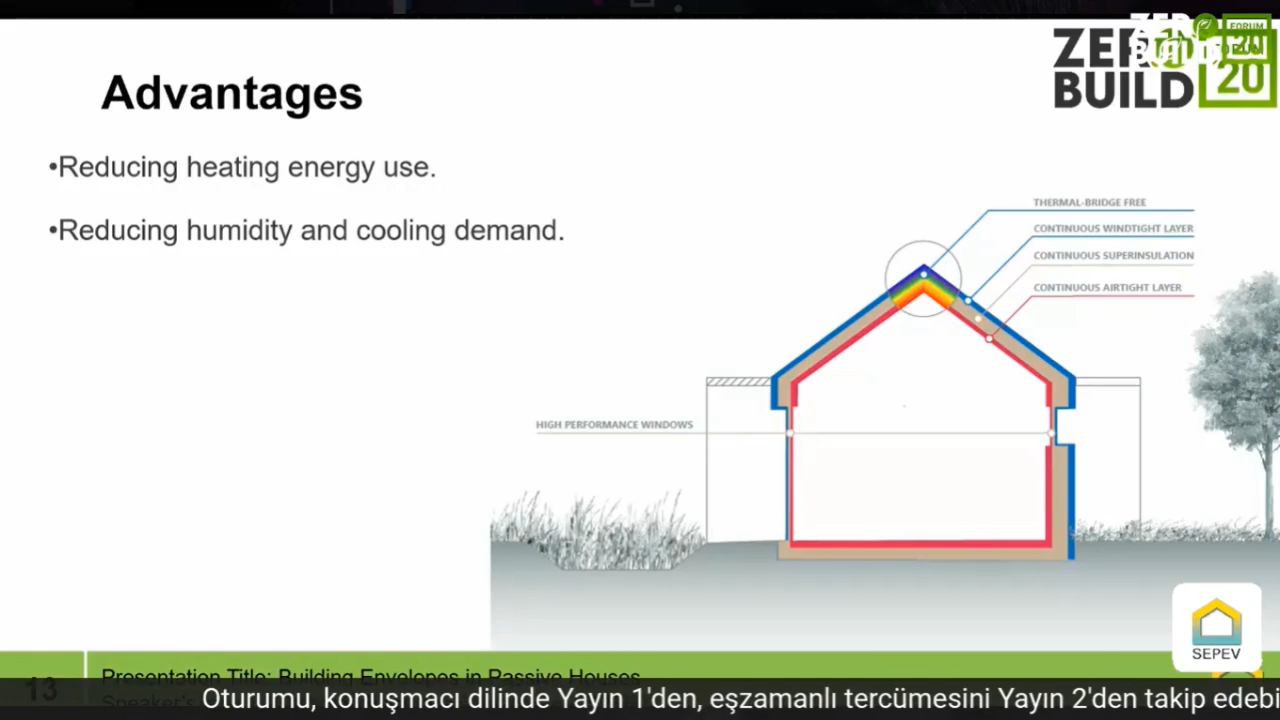 ZERO
BUILD
FORUM
20
20
Advantages
•Reducing heating energy use.
•Reducing humidity and cooling demand.
THERMAL-BRIDGE FREE
CONTINUOUS WINDTIGHT LAYER
CONTINUOUS SUPERINSULATION
CONTINUOUS AIRTIGHT LAYER
HIGH PERFORMANCE WINDOWS
SEPEV
13
Presentation Title: Building Envelopes in Passive Houses
Speaker's
Oturumu, konuşmacı dilinde Yayın 1'den, eşzamanlı tercümesini Yayın 2'den takip edebi